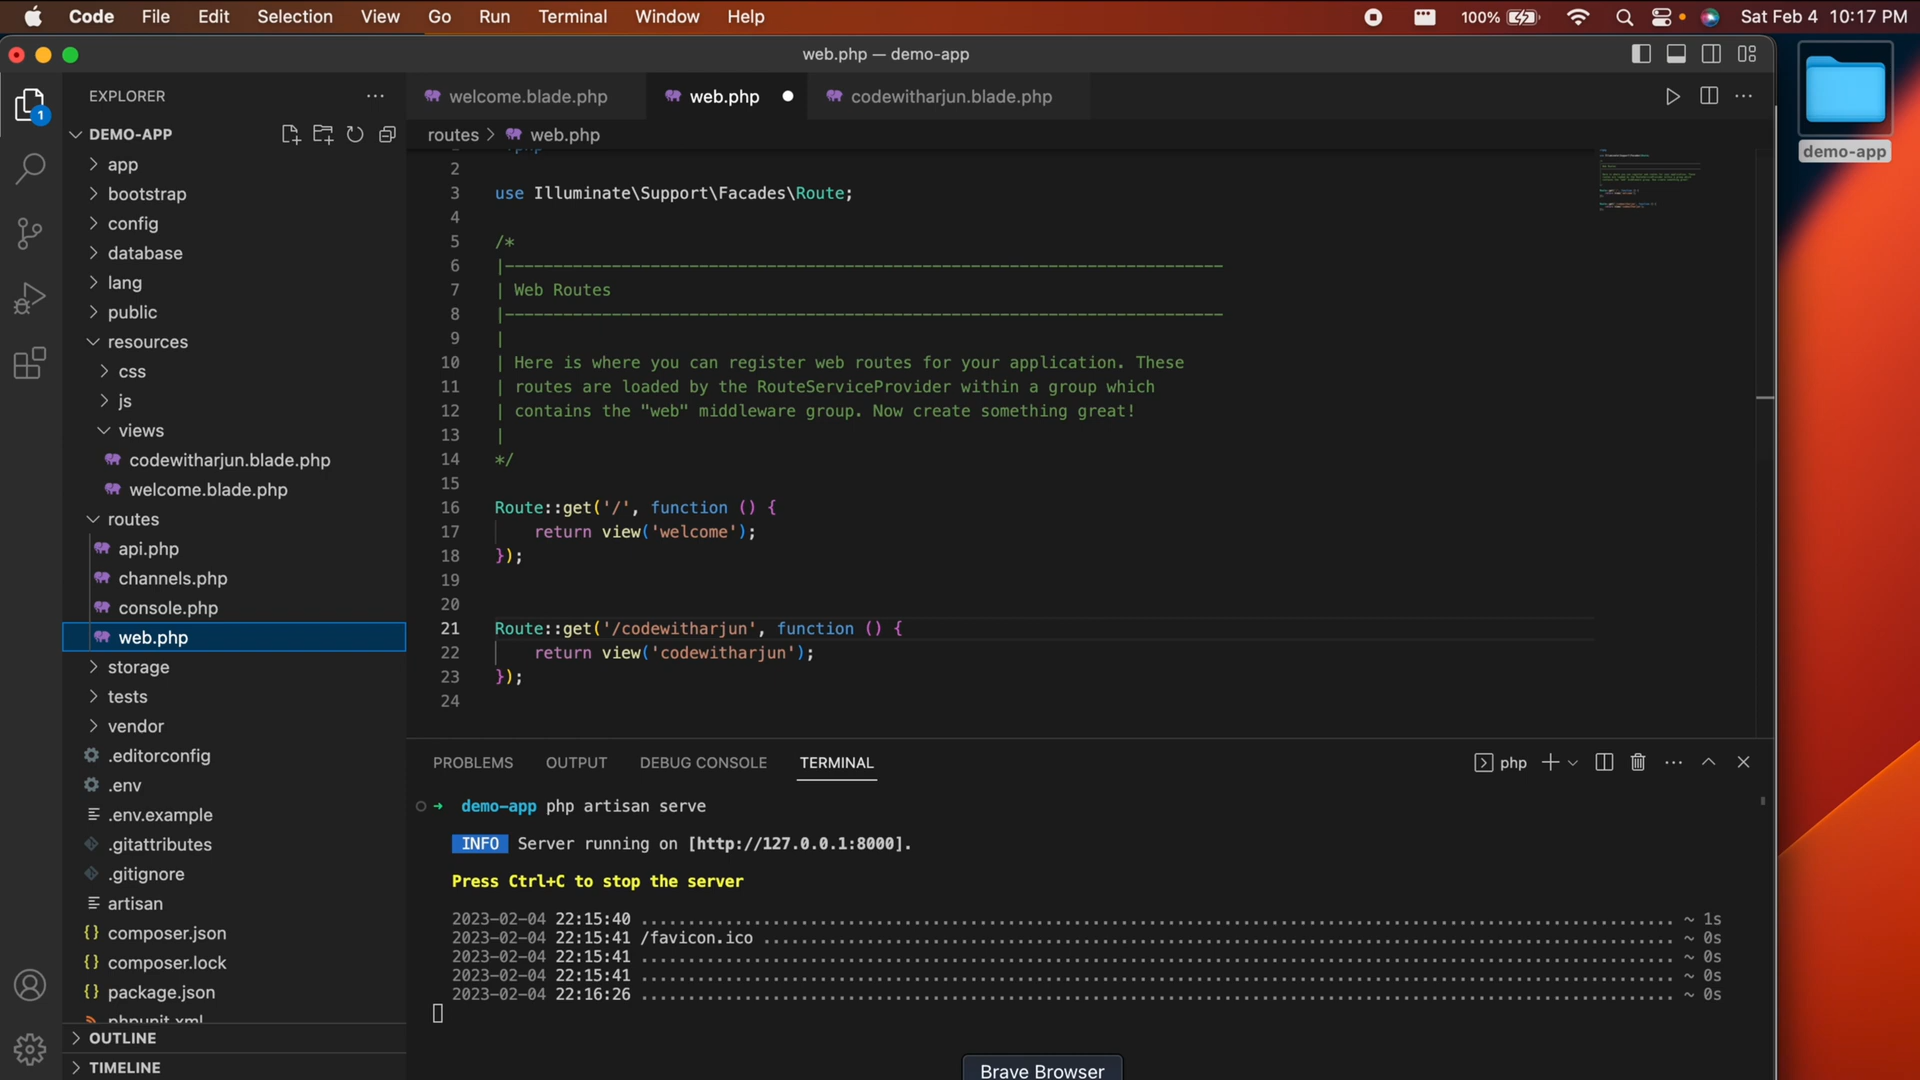 Code File Edit Selection View Go Run Terminal Window Help 100% Sat Feb 4 10:17 PM
web.php — demo-app
demo-app
EXPLORER
1
DEMO-APP
app
bootstrap
config
database
lang
public
resources
css
js
views
codewitharjun.blade.php
welcome.blade.php
routes
api.php
channels.php
console.php
web.php
storage
tests
vendor
.editorconfig
.env
.env.example
.gitattributes
.gitignore
artisan
composer.json
composer.lock
package.json
phpunit.xml
OUTLINE
TIMELINE
welcome.blade.php web.php codewitharjun.blade.php
routes > web.php
2
3 use Illuminate\Support\Facades\Route;
4
5 /*
6 |--------------------------------------------------------------------------
7 | Web Routes
8 |--------------------------------------------------------------------------
9 |
10 | Here is where you can register web routes for your application. These
11 | routes are loaded by the RouteServiceProvider within a group which
12 | contains the "web" middleware group. Now create something great!
13 |
14 */
15
16 Route::get('/', function () {
17 return view('welcome');
18 });
19
20
21 Route::get('/codewitharjun', function () {
22 return view('codewitharjun');
23 });
24
PROBLEMS OUTPUT DEBUG CONSOLE TERMINAL php
➜ demo-app php artisan serve
INFO Server running on [http://127.0.0.1:8000].
Press Ctrl+C to stop the server
2023-02-04 22:15:40 ........ ~ 1s
2023-02-04 22:15:41 /favicon.ico ........ ~ 0s
2023-02-04 22:15:41 ........ ~ 0s
2023-02-04 22:15:41 ........ ~ 0s
2023-02-04 22:16:26 ........ ~ 0s
Brave Browser